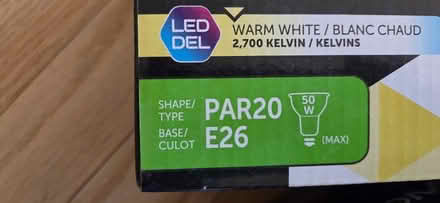 LED
DEL
WARM WHITE / BLANC CHAUD
2,700 KELVIN / KELVINS
SHAPE/
TYPE
PAR20
BASE/
CULOT
E26
50
W
(MAX)